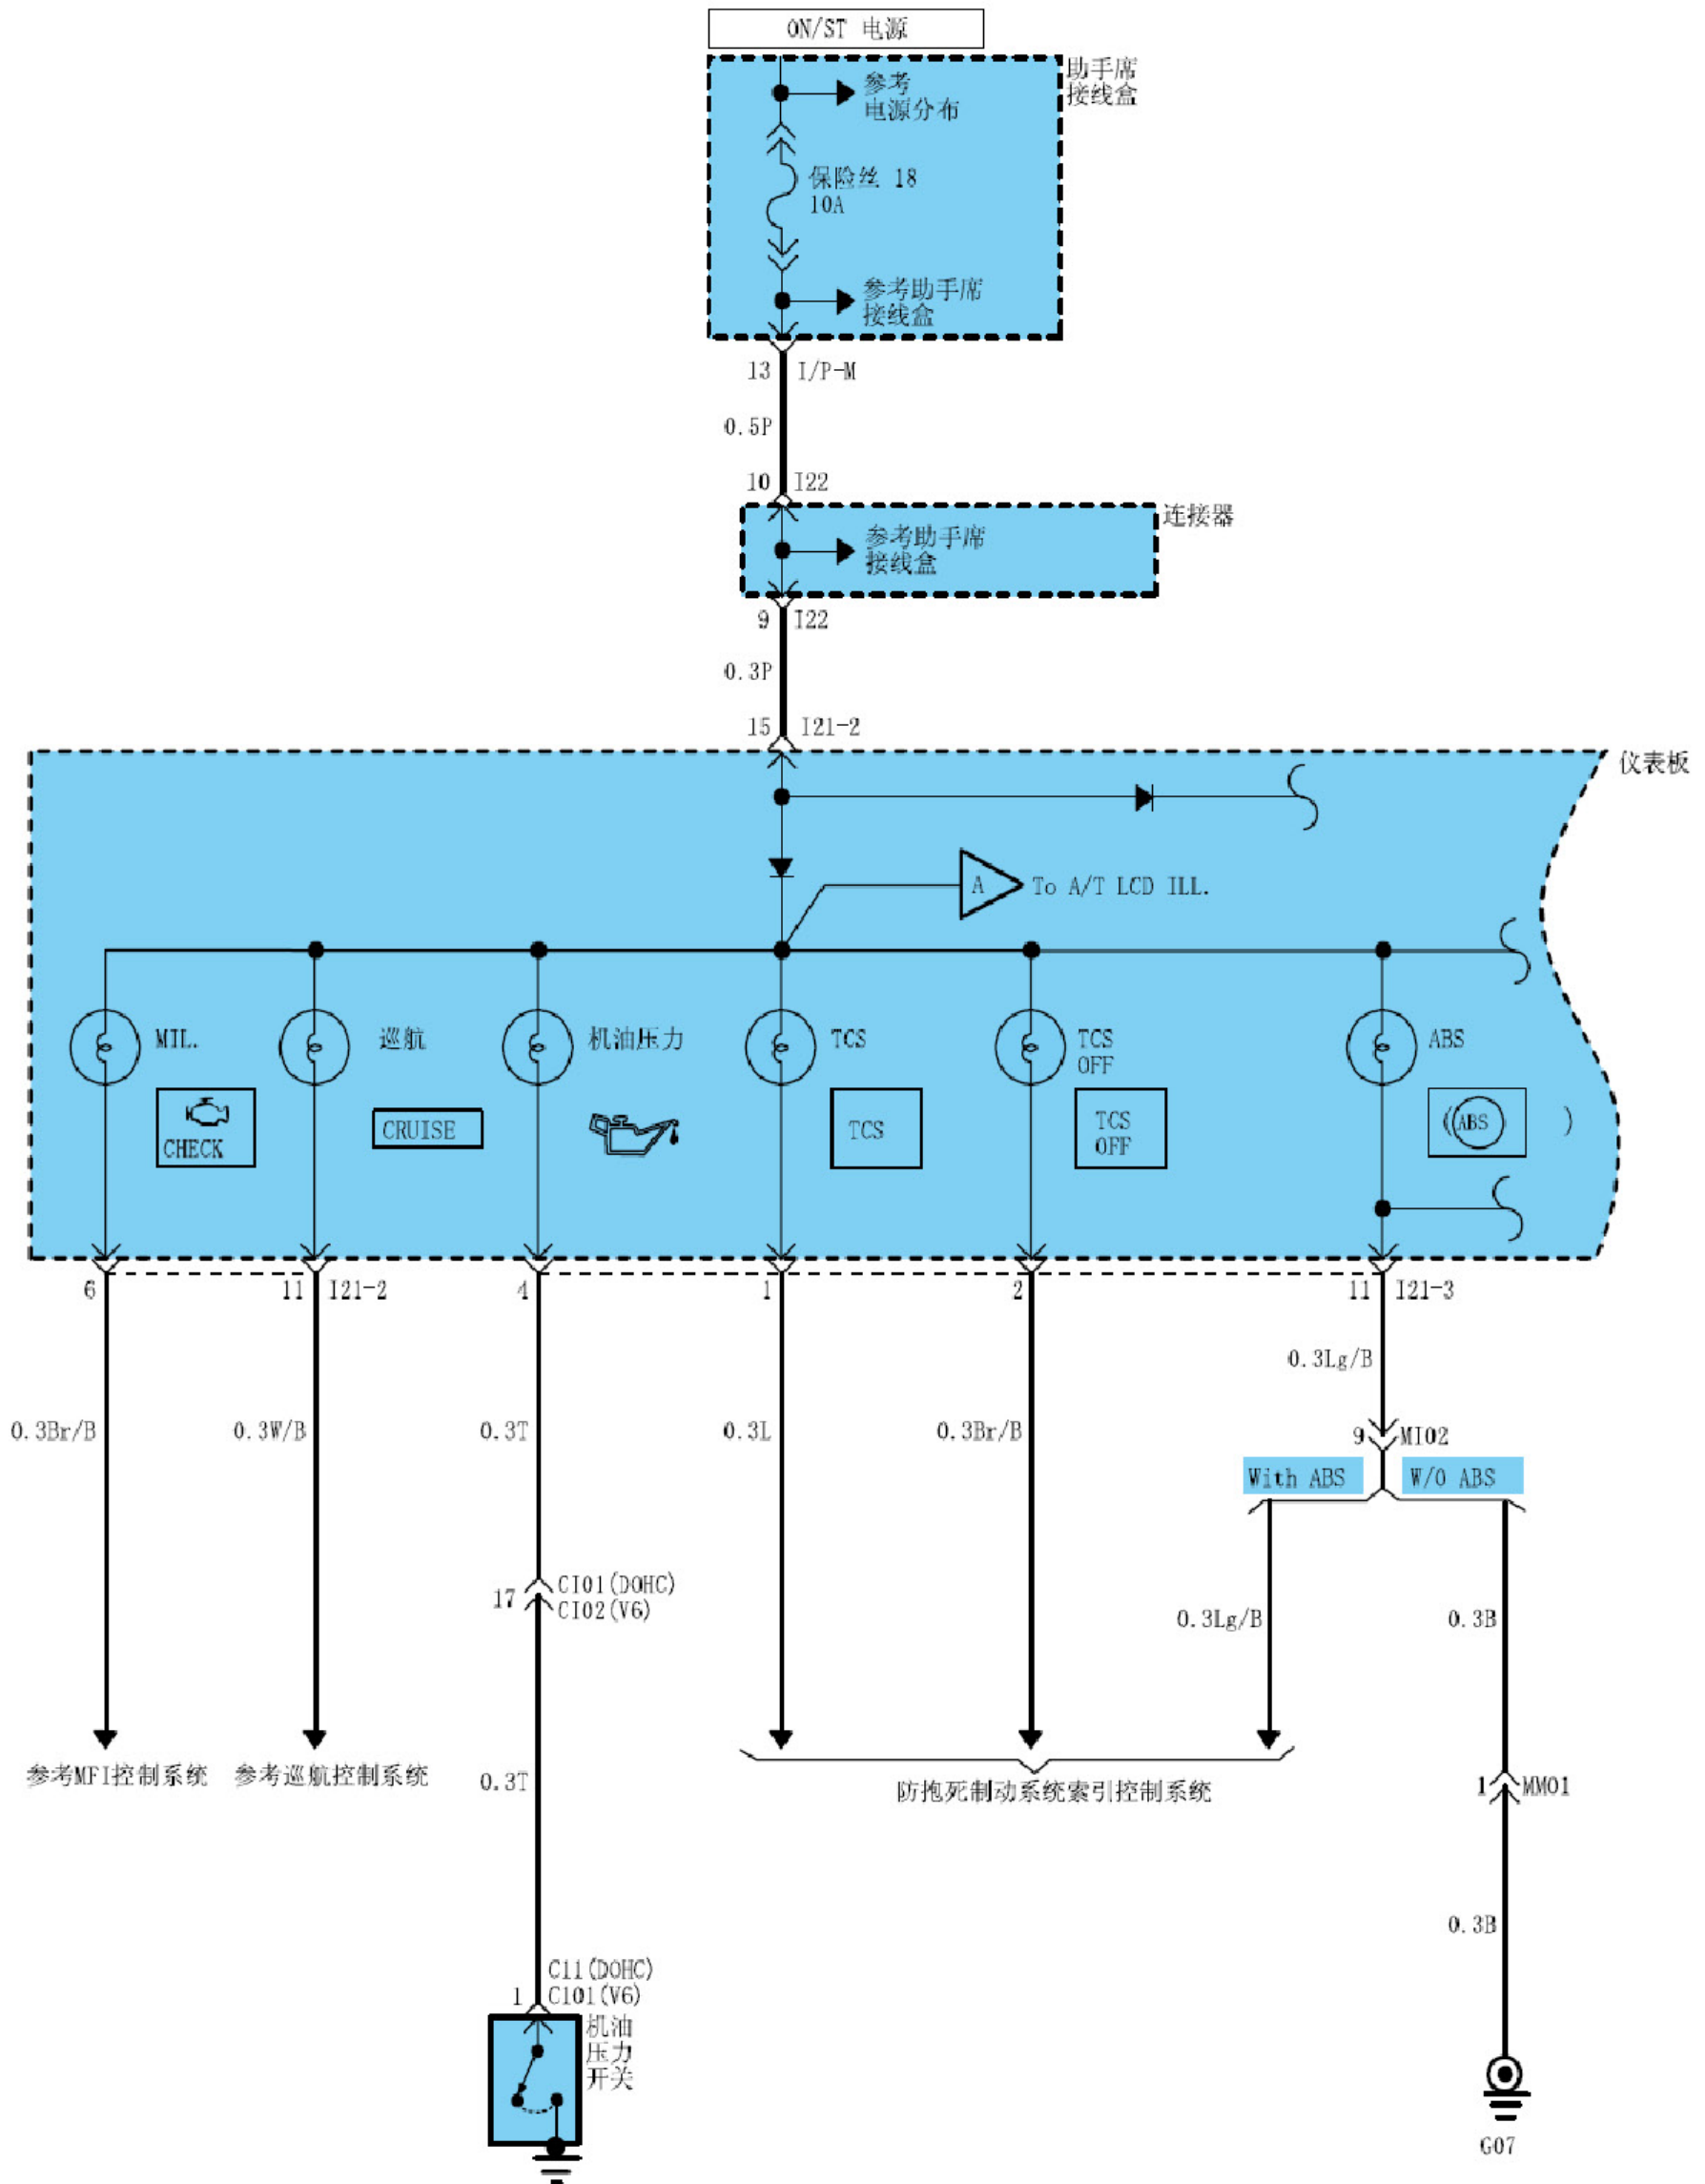 ON/ST 电源
助手席
接线盒
参考
电源分布
保险丝 18
10A
参考助手席
接线盒
13 I/P-M
0.5P
10 I22
连接器
参考助手席
接线盒
9 I22
0.3P
15 I21-2
仪表板
A To A/T LCD ILL.
MIL.
巡航
机油压力
TCS
TCS
OFF
ABS
CHECK
CRUISE
TCS
TCS
OFF
(ABS)
6
11 I21-2
4
1
2
11 I21-3
0.3Lg/B
0.3Br/B
0.3W/B
0.3T
0.3L
0.3Br/B
9 MI02
With ABS
W/O ABS
17
CI01(DOHC)
CI02(V6)
0.3Lg/B
0.3B
参考MFI控制系统
参考巡航控制系统
0.3T
防抱死制动系统索引控制系统
1 MM01
0.3B
C11(DOHC)
1 C101(V6)
机油
压力
开关
G07